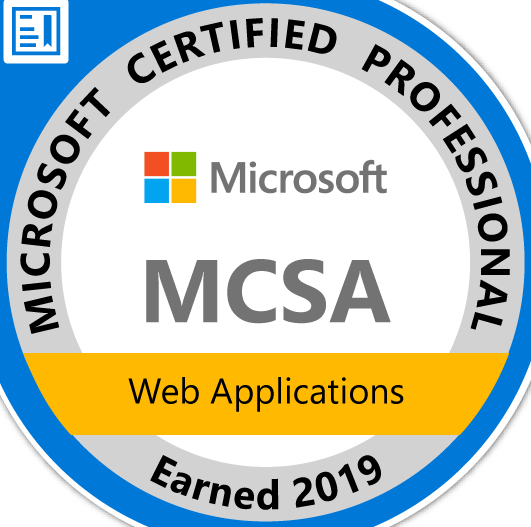 MICROSOFT CERTIFIED PROFESSIONAL
Microsoft
MCSA
Web Applications
Earned 2019